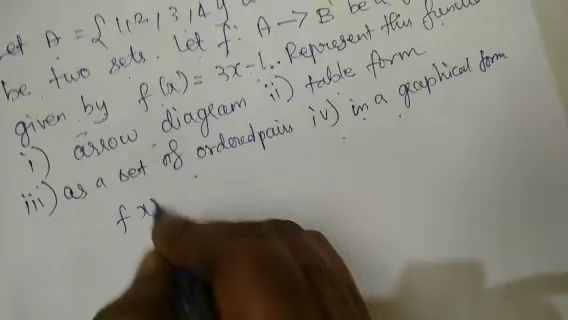 et A = {1, 2, 3, 4
be two sets. Let f: A → B be a
given by f(x) = 3x-1. Represent this func
i) arrow diagram ii) table form
iii) as a set of ordered pairs iv) in a graphical form
f x